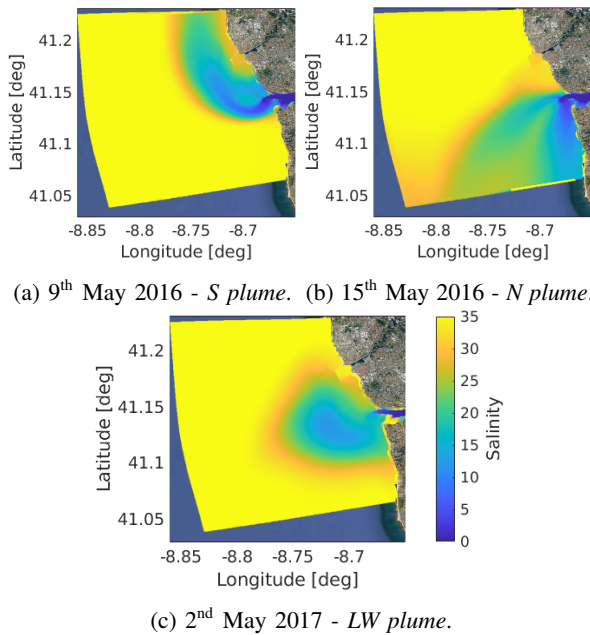 41.2
41.15
41.1
41.05
Latitude [deg]
-8.85 -8.8 -8.75 -8.7
Longitude [deg]
41.2
41.15
41.1
41.05
Latitude [deg]
-8.85 -8.8 -8.75 -8.7
Longitude [deg]
(a) 9th May 2016 - S plume. (b) 15th May 2016 - N plume.
41.2
41.15
41.1
41.05
Latitude [deg]
-8.85 -8.8 -8.75 -8.7
Longitude [deg]
35
30
25
20
15
10
5
0
Salinity
(c) 2nd May 2017 - LW plume.